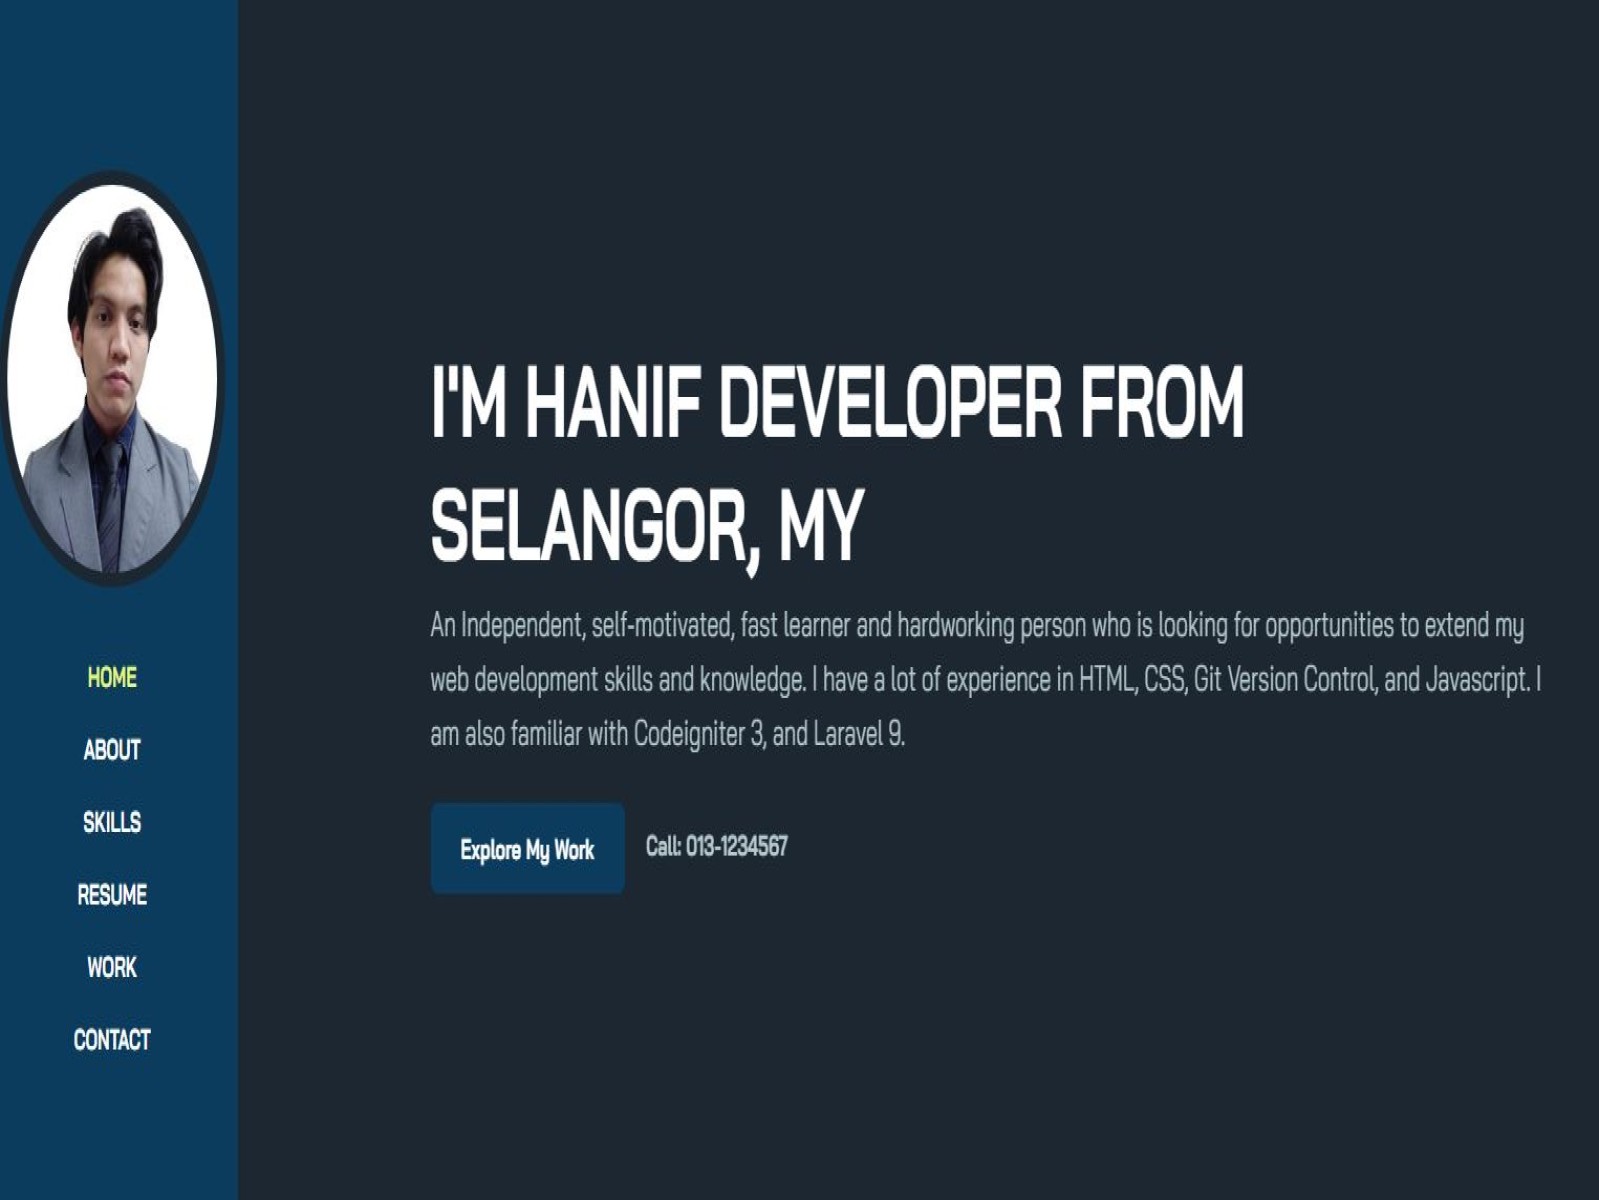 HOME
ABOUT
SKILLS
RESUME
WORK
CONTACT
I'M HANIF DEVELOPER FROM
SELANGOR, MY
An Independent, self-motivated, fast learner and hardworking person who is looking for opportunities to extend my
web development skills and knowledge. I have a lot of experience in HTML, CSS, Git Version Control, and Javascript. I
am also familiar with Codeigniter 3, and Laravel 9.
Explore My Work
Call: 013-1234567